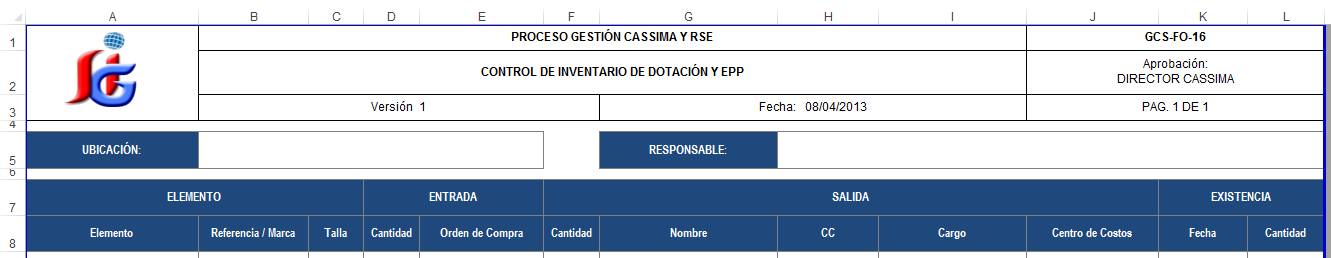 A B C D E F G H I J K L
1 PROCESO GESTIÓN CASSIMA Y RSE GCS-FO-16
2 CONTROL DE INVENTARIO DE DOTACIÓN Y EPP Aprobación:
DIRECTOR CASSIMA
3 Versión 1 Fecha: 08/04/2013 PAG. 1 DE 1
4
5 UBICACIÓN: RESPONSABLE:
6
7 ELEMENTO ENTRADA SALIDA EXISTENCIA
8 Elemento Referencia / Marca Talla Cantidad Orden de Compra Cantidad Nombre CC Cargo Centro de Costos Fecha Cantidad